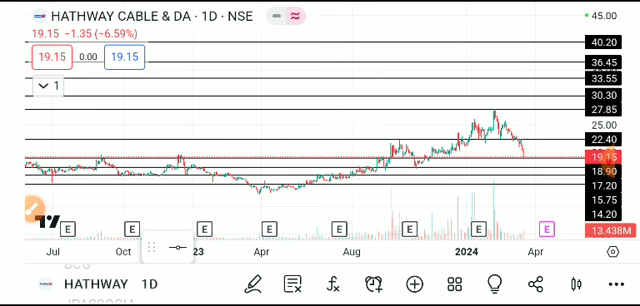 HATHWAY CABLE & DA · 1D · NSE
19.15 −1.35 (−6.59%)
19.15 0.00 19.15
1
45.00
40.20
36.45
33.55
30.30
27.85
25.00
22.40
19.15
18.90
17.20
15.75
14.20
13.438M
E E E E E E E E
Jul Oct 23 Apr Aug 2024 Apr
HATHWAY 1D